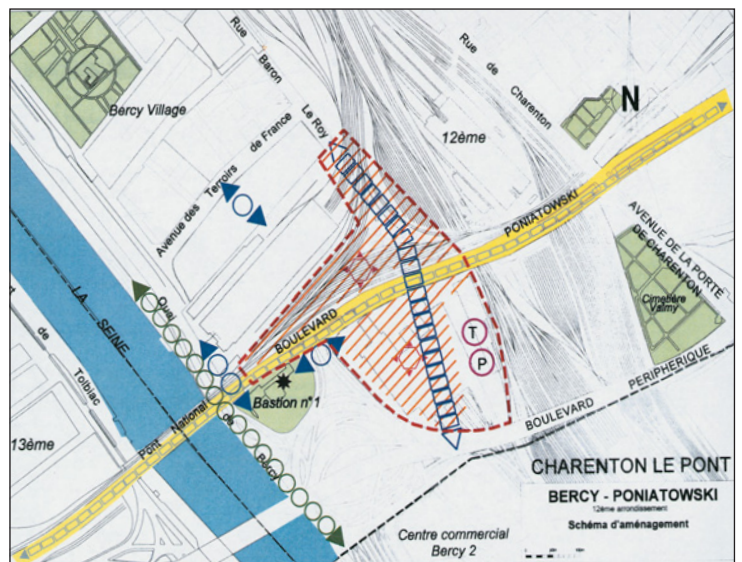 Rue
Baron
Le Roy
Bercy Village
Rue
de
Charenton
N
12ème
Avenue des Terroirs de France
PONIATOWSKI
AVENUE DE LA PORTE
DE CHARENTON
Cimetière
Valmy
LA SEINE
Quai
de
Bercy
BOULEVARD
T
P
de
Tolbiac
Bastion n°1
BOULEVARD PERIPHERIQUE
Pont National
13ème
CHARENTON LE PONT
BERCY - PONIATOWSKI
12ème arrondissement
Schéma d'aménagement
Centre commercial
Bercy 2